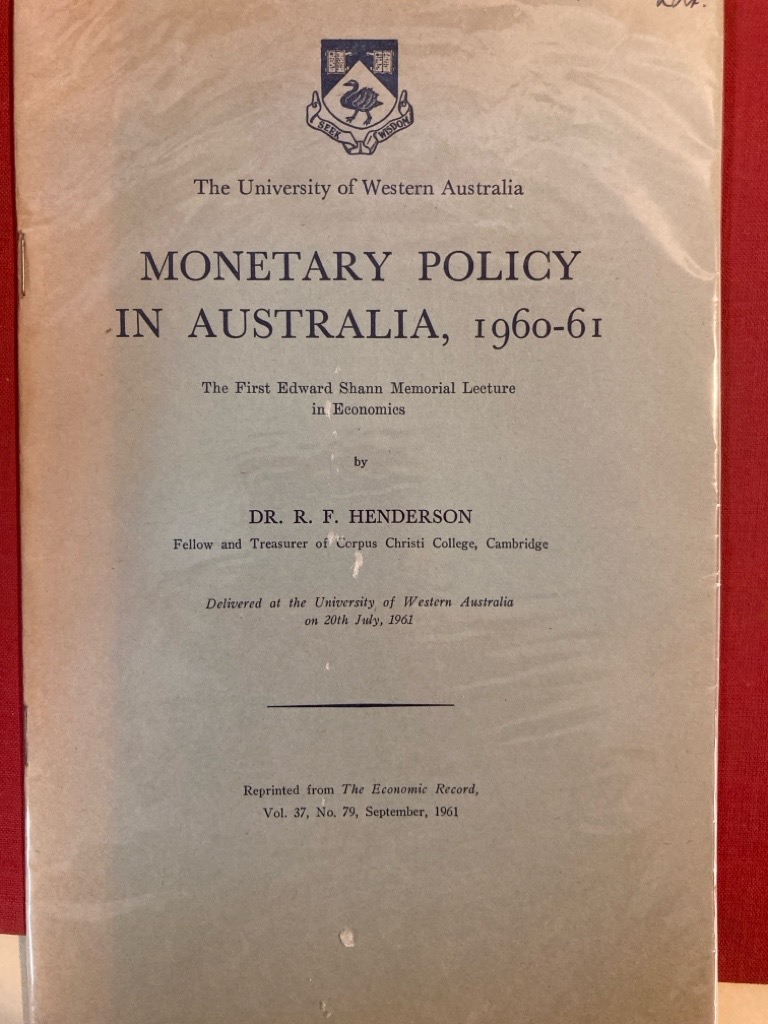 SEEK WISDOM
The University of Western Australia
MONETARY POLICY
IN AUSTRALIA, 1960-61
The First Edward Shann Memorial Lecture
in Economics
by
DR. R. F. HENDERSON
Fellow and Treasurer of Corpus Christi College, Cambridge
Delivered at the University of Western Australia
on 20th July, 1961
Reprinted from The Economic Record,
Vol. 37, No. 79, September, 1961